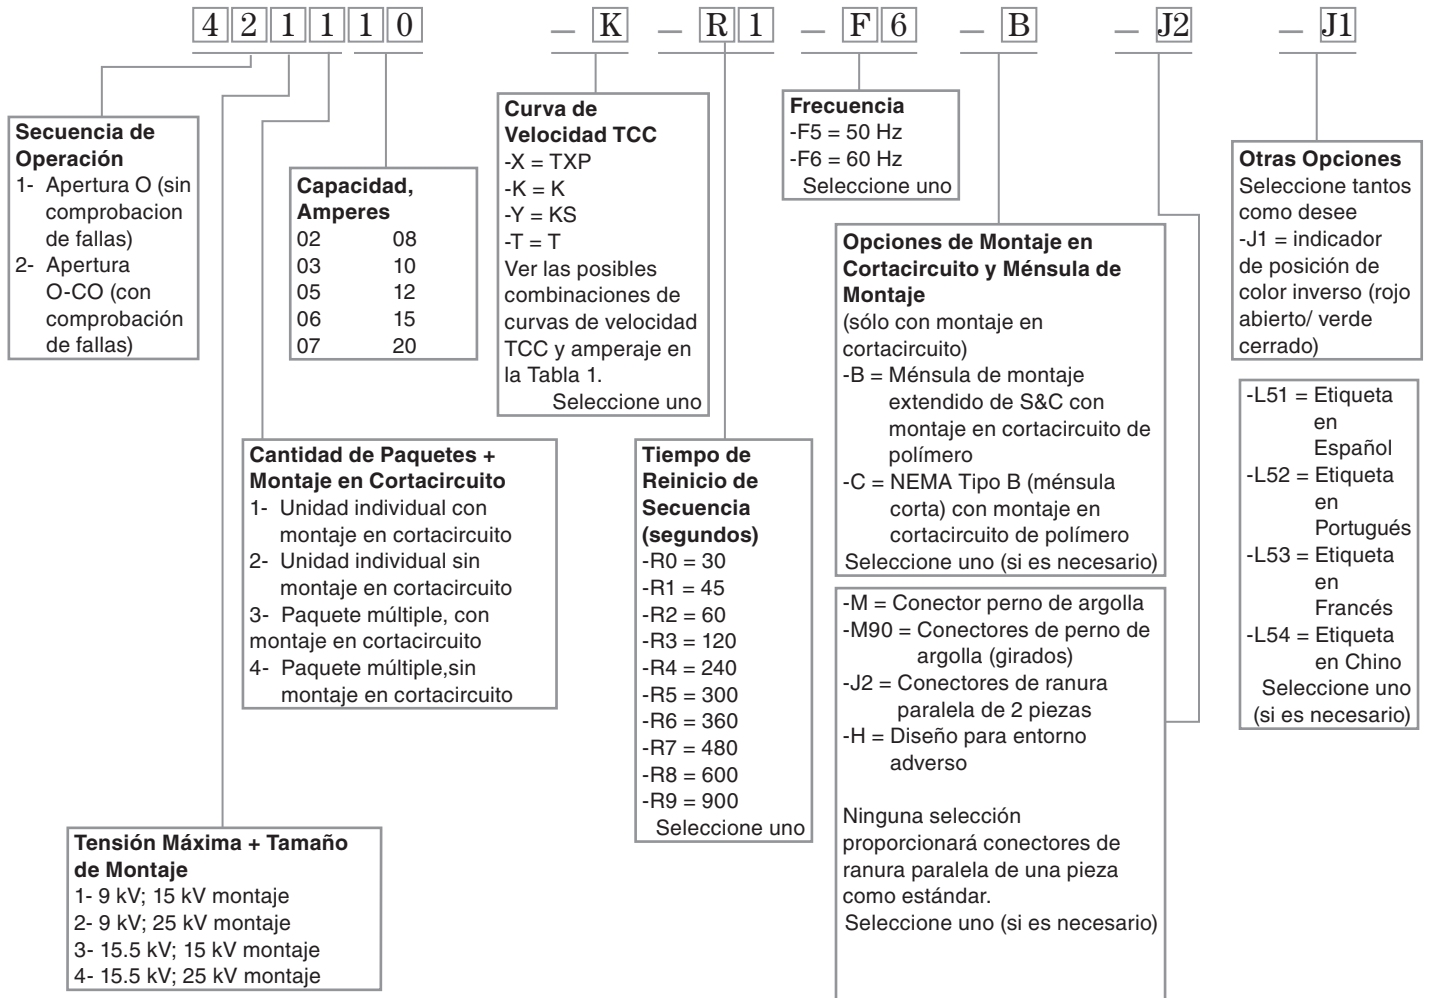 421110 – K – R1 – F6 – B – J2 – J1
Secuencia de
Operación
1- Apertura O (sin
comprobacion
de fallas)
2- Apertura
O-CO (con
comprobación
de fallas)
Capacidad,
Amperes
02 08
03 10
05 12
06 15
07 20
Curva de
Velocidad TCC
-X = TXP
-K = K
-Y = KS
-T = T
Ver las posibles
combinaciones de
curvas de velocidad
TCC y amperaje en
la Tabla 1.
Seleccione uno
Frecuencia
-F5 = 50 Hz
-F6 = 60 Hz
Seleccione uno
Opciones de Montaje en
Cortacircuito y Ménsula de
Montaje
(sólo con montaje en
cortacircuito)
-B = Ménsula de montaje
extendido de S&C con
montaje en cortacircuito de
polímero
-C = NEMA Tipo B (ménsula
corta) con montaje en
cortacircuito de polímero
Seleccione uno (si es necesario)
Otras Opciones
Seleccione tantos
como desee
-J1 = indicador
de posición de
color inverso (rojo
abierto/ verde
cerrado)
-L51 = Etiqueta
en
Español
-L52 = Etiqueta
en
Portugués
-L53 = Etiqueta
en
Francés
-L54 = Etiqueta
en Chino
Seleccione uno
(si es necesario)
Cantidad de Paquetes +
Montaje en Cortacircuito
1- Unidad individual con
montaje en cortacircuito
2- Unidad individual sin
montaje en cortacircuito
3- Paquete múltiple, con
montaje en cortacircuito
4- Paquete múltiple,sin
montaje en cortacircuito
Tiempo de
Reinicio de
Secuencia
(segundos)
-R0 = 30
-R1 = 45
-R2 = 60
-R3 = 120
-R4 = 240
-R5 = 300
-R6 = 360
-R7 = 480
-R8 = 600
-R9 = 900
Seleccione uno
-M = Conector perno de argolla
-M90 = Conectores de perno de
argolla (girados)
-J2 = Conectores de ranura
paralela de 2 piezas
-H = Diseño para entorno
adverso
Ninguna selección
proporcionará conectores de
ranura paralela de una pieza
como estándar.
Seleccione uno (si es necesario)
Tensión Máxima + Tamaño
de Montaje
1- 9 kV; 15 kV montaje
2- 9 kV; 25 kV montaje
3- 15.5 kV; 15 kV montaje
4- 15.5 kV; 25 kV montaje